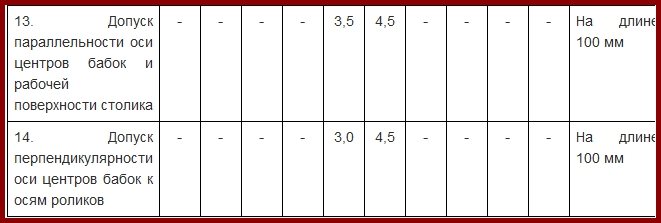 13. Допуск - - - - 3,5 4,5 - - - - На длине
параллельности оси 100 мм
центров бабок и
рабочей
поверхности столика
14. Допуск - - - - 3,0 4,5 - - - - На длине
перпендикулярности 100 мм
оси центров бабок к
осям роликов